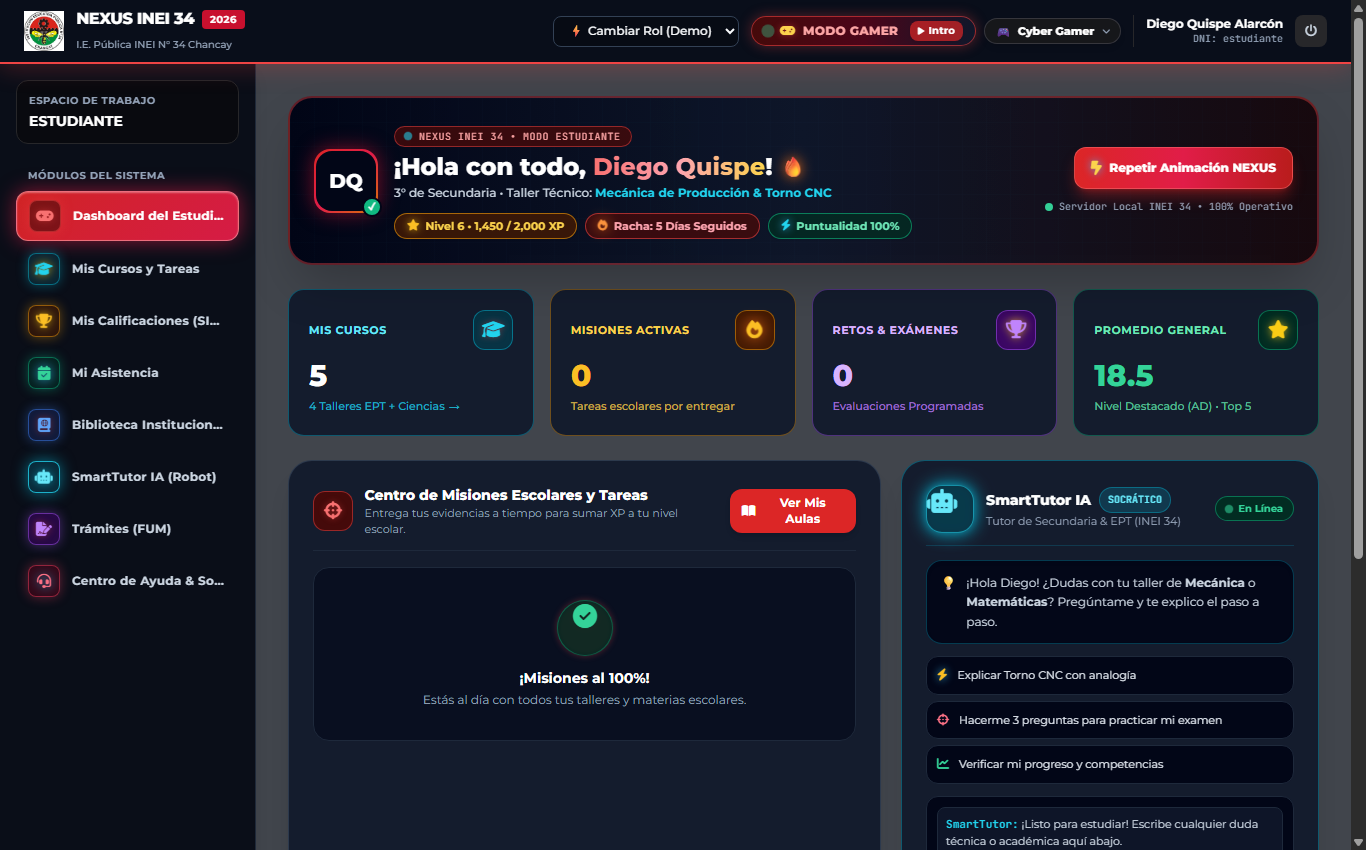 NEXUS INEI 34 2026
I.E. Pública INEI N° 34 Chancay
Cambiar Rol (Demo)
MODO GAMER
Intro
Cyber Gamer
Diego Quispe Alarcón
DNI: estudiante
ESPACIO DE TRABAJO
ESTUDIANTE
MÓDULOS DEL SISTEMA
Dashboard del Estudi...
Mis Cursos y Tareas
Mis Calificaciones (SI...
Mi Asistencia
Biblioteca Institucion...
SmartTutor IA (Robot)
Trámites (FUM)
Centro de Ayuda & So...
NEXUS INEI 34 • MODO ESTUDIANTE
DQ
¡Hola con todo, Diego Quispe!
3° de Secundaria • Taller Técnico: Mecánica de Producción & Torno CNC
Nivel 6 • 1,450 / 2,000 XP
Racha: 5 Días Seguidos
Puntualidad 100%
Repetir Animación NEXUS
Servidor Local INEI 34 • 100% Operativo
MIS CURSOS
5
4 Talleres EPT + Ciencias →
MISIONES ACTIVAS
0
Tareas escolares por entregar
RETOS & EXÁMENES
0
Evaluaciones Programadas
PROMEDIO GENERAL
18.5
Nivel Destacado (AD) • Top 5
Centro de Misiones Escolares y Tareas
Entrega tus evidencias a tiempo para sumar XP a tu nivel
escolar.
Ver Mis
Aulas
¡Misiones al 100%!
Estás al día con todos tus talleres y materias escolares.
SmartTutor IA SOCRÁTICO
Tutor de Secundaria & EPT (INEI 34)
En Línea
¡Hola Diego! ¿Dudas con tu taller de Mecánica o
Matemáticas? Pregúntame y te explico el paso a
paso.
Explicar Torno CNC con analogía
Hacerme 3 preguntas para practicar mi examen
Verificar mi progreso y competencias
SmartTutor: ¡Listo para estudiar! Escribe cualquier duda
técnica o académica aquí abajo.